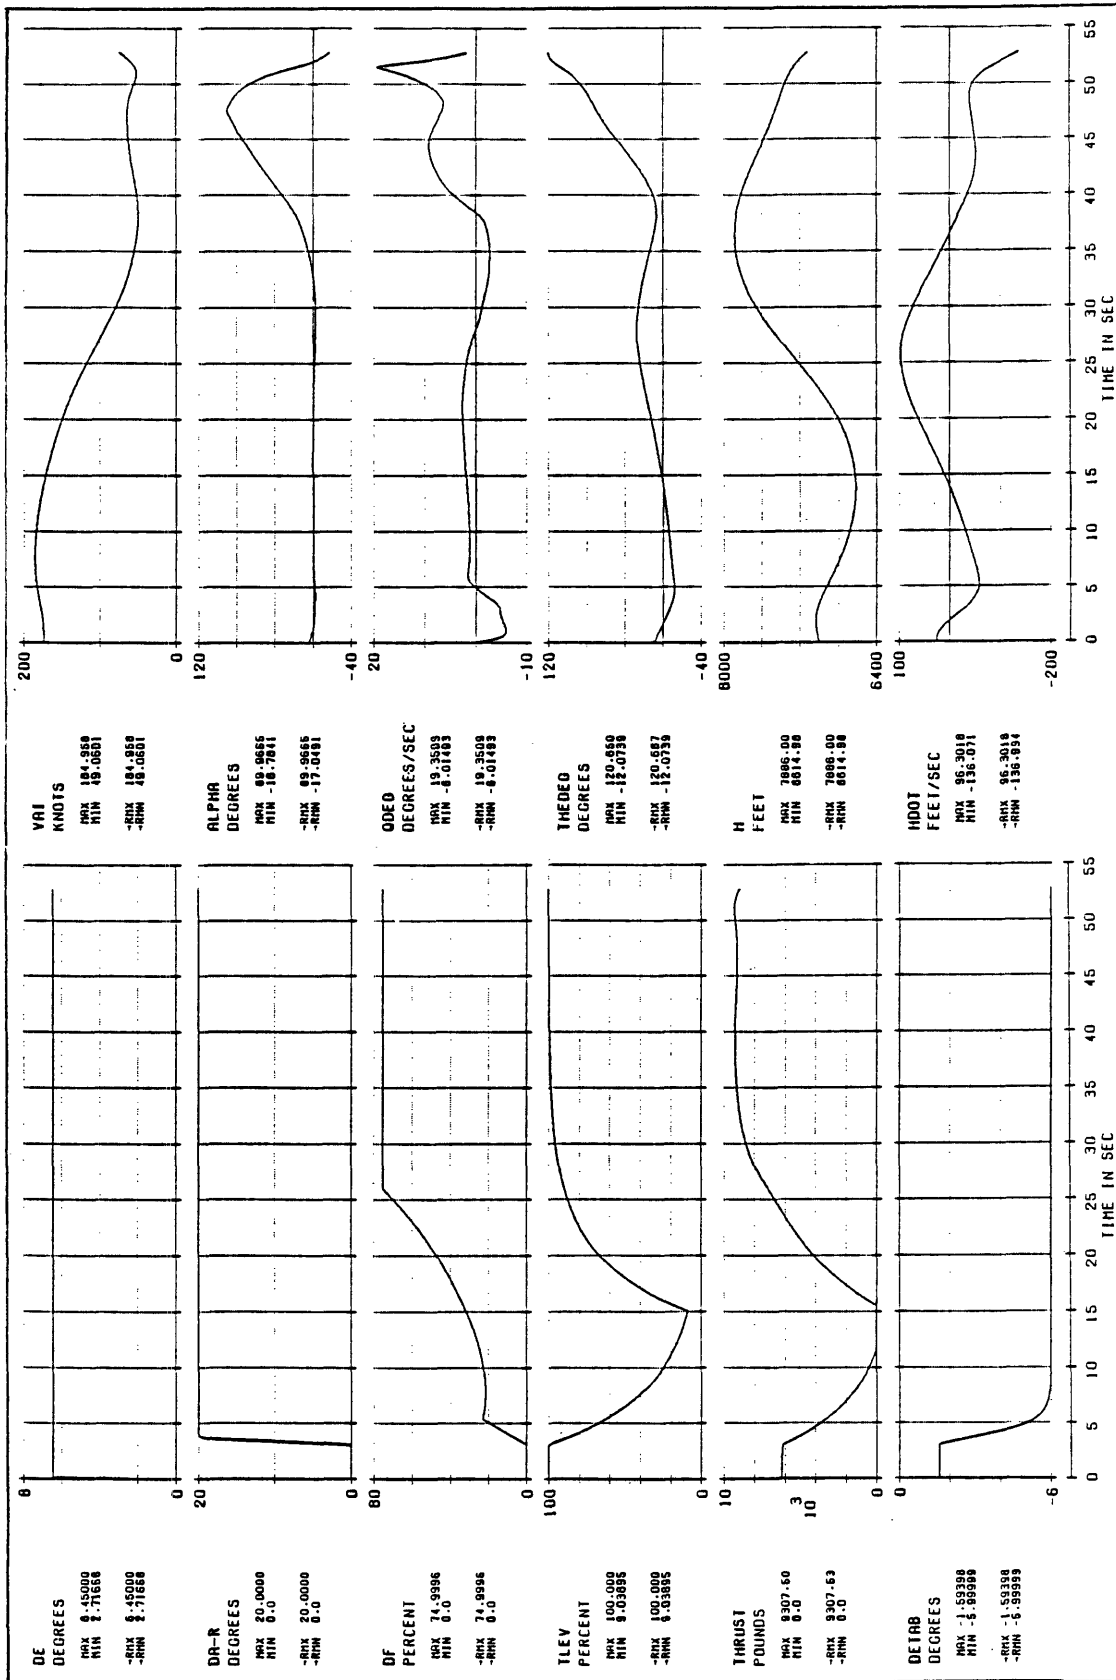 DE
DEGREES
MAX 6.45000
MIN 2.71668
-RMX 6.45000
-RMN 2.71668
8
0
DA-R
DEGREES
MAX 20.0000
MIN 0.0
-RMX 20.0000
-RMN 0.0
20
0
DF
PERCENT
MAX 74.9996
MIN 0.0
-RMX 74.9996
-RMN 0.0
80
0
TLEV
PERCENT
MAX 100.000
MIN 9.03895
-RMX 100.000
-RMN 9.03895
100
0
THRUST
POUNDS
MAX 9307.50
MIN 0.0
-RMX 9307.53
-RMN 0.0
10
3
10
0
DETAB
DEGREES
MAX -1.59398
MIN -5.99999
-RMX -1.59398
-RMN -5.99999
0
-6
0 5 10 15 20 25 30 35 40 45 50 55
TIME IN SEC
VAI
KNOTS
MAX 184.958
MIN 49.0601
-RMX 184.958
-RMN 49.0601
200
0
ALPHA
DEGREES
MAX 89.9665
MIN -16.7841
-RMX 89.9665
-RMN -17.0491
120
-40
QDEG
DEGREES/SEC
MAX 19.3509
MIN -6.01493
-RMX 19.3509
-RMN -6.01493
20
-10
THEDEG
DEGREES
MAX 120.650
MIN -12.0739
-RMX 120.687
-RMN -12.0739
120
-40
H
FEET
MAX 7886.00
MIN 6614.98
-RMX 7886.00
-RMN 6614.98
8000
6400
HDOT
FEET/SEC
MAX 96.3018
MIN -136.071
-RMX 96.3018
-RMN -136.994
100
-200
0 5 10 15 20 25 30 35 40 45 50 55
TIME IN SEC